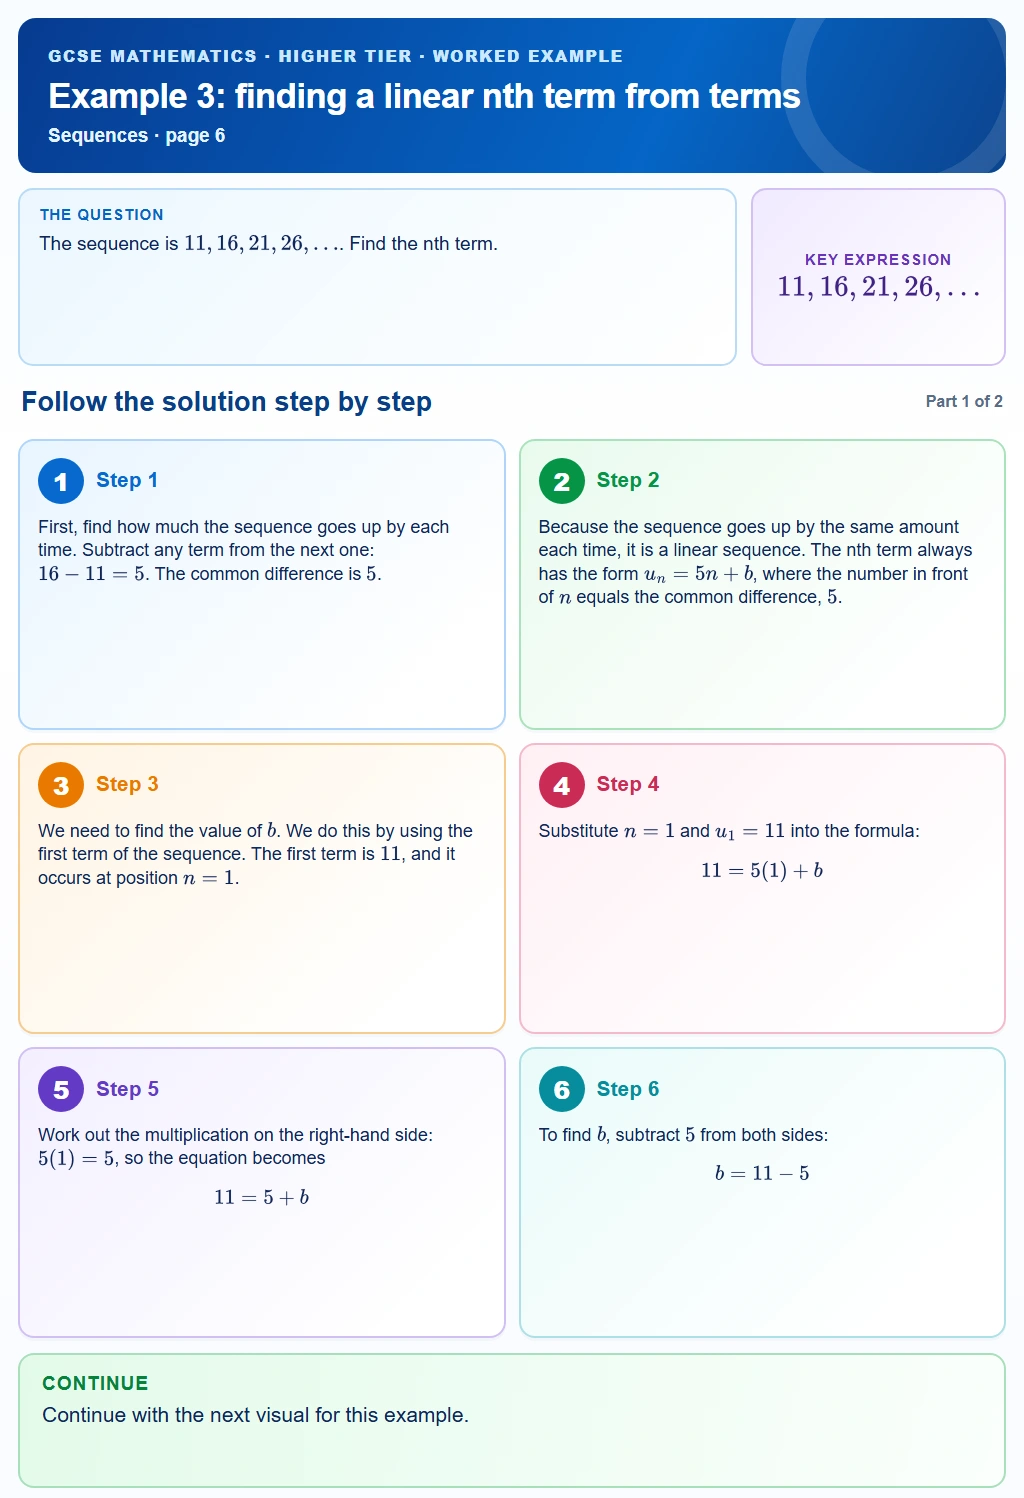 GCSE MATHEMATICS · HIGHER TIER · WORKED EXAMPLE
Example 3: finding a linear nth term from terms
Sequences · page 6
THE QUESTION
The sequence is 11, 16, 21, 26, . . .. Find the nth term.
KEY EXPRESSION
11, 16, 21, 26, . . .
Follow the solution step by step
Part 1 of 2
1 Step 1
First, find how much the sequence goes up by each
time. Subtract any term from the next one:
16 − 11 = 5. The common difference is 5.
2 Step 2
Because the sequence goes up by the same amount
each time, it is a linear sequence. The nth term always
has the form uₙ = 5n + b, where the number in front
of n equals the common difference, 5.
3 Step 3
We need to find the value of b. We do this by using the
first term of the sequence. The first term is 11, and it
occurs at position n = 1.
4 Step 4
Substitute n = 1 and u₁ = 11 into the formula:
11 = 5(1) + b
5 Step 5
Work out the multiplication on the right-hand side:
5(1) = 5, so the equation becomes
11 = 5 + b
6 Step 6
To find b, subtract 5 from both sides:
b = 11 − 5
CONTINUE
Continue with the next visual for this example.